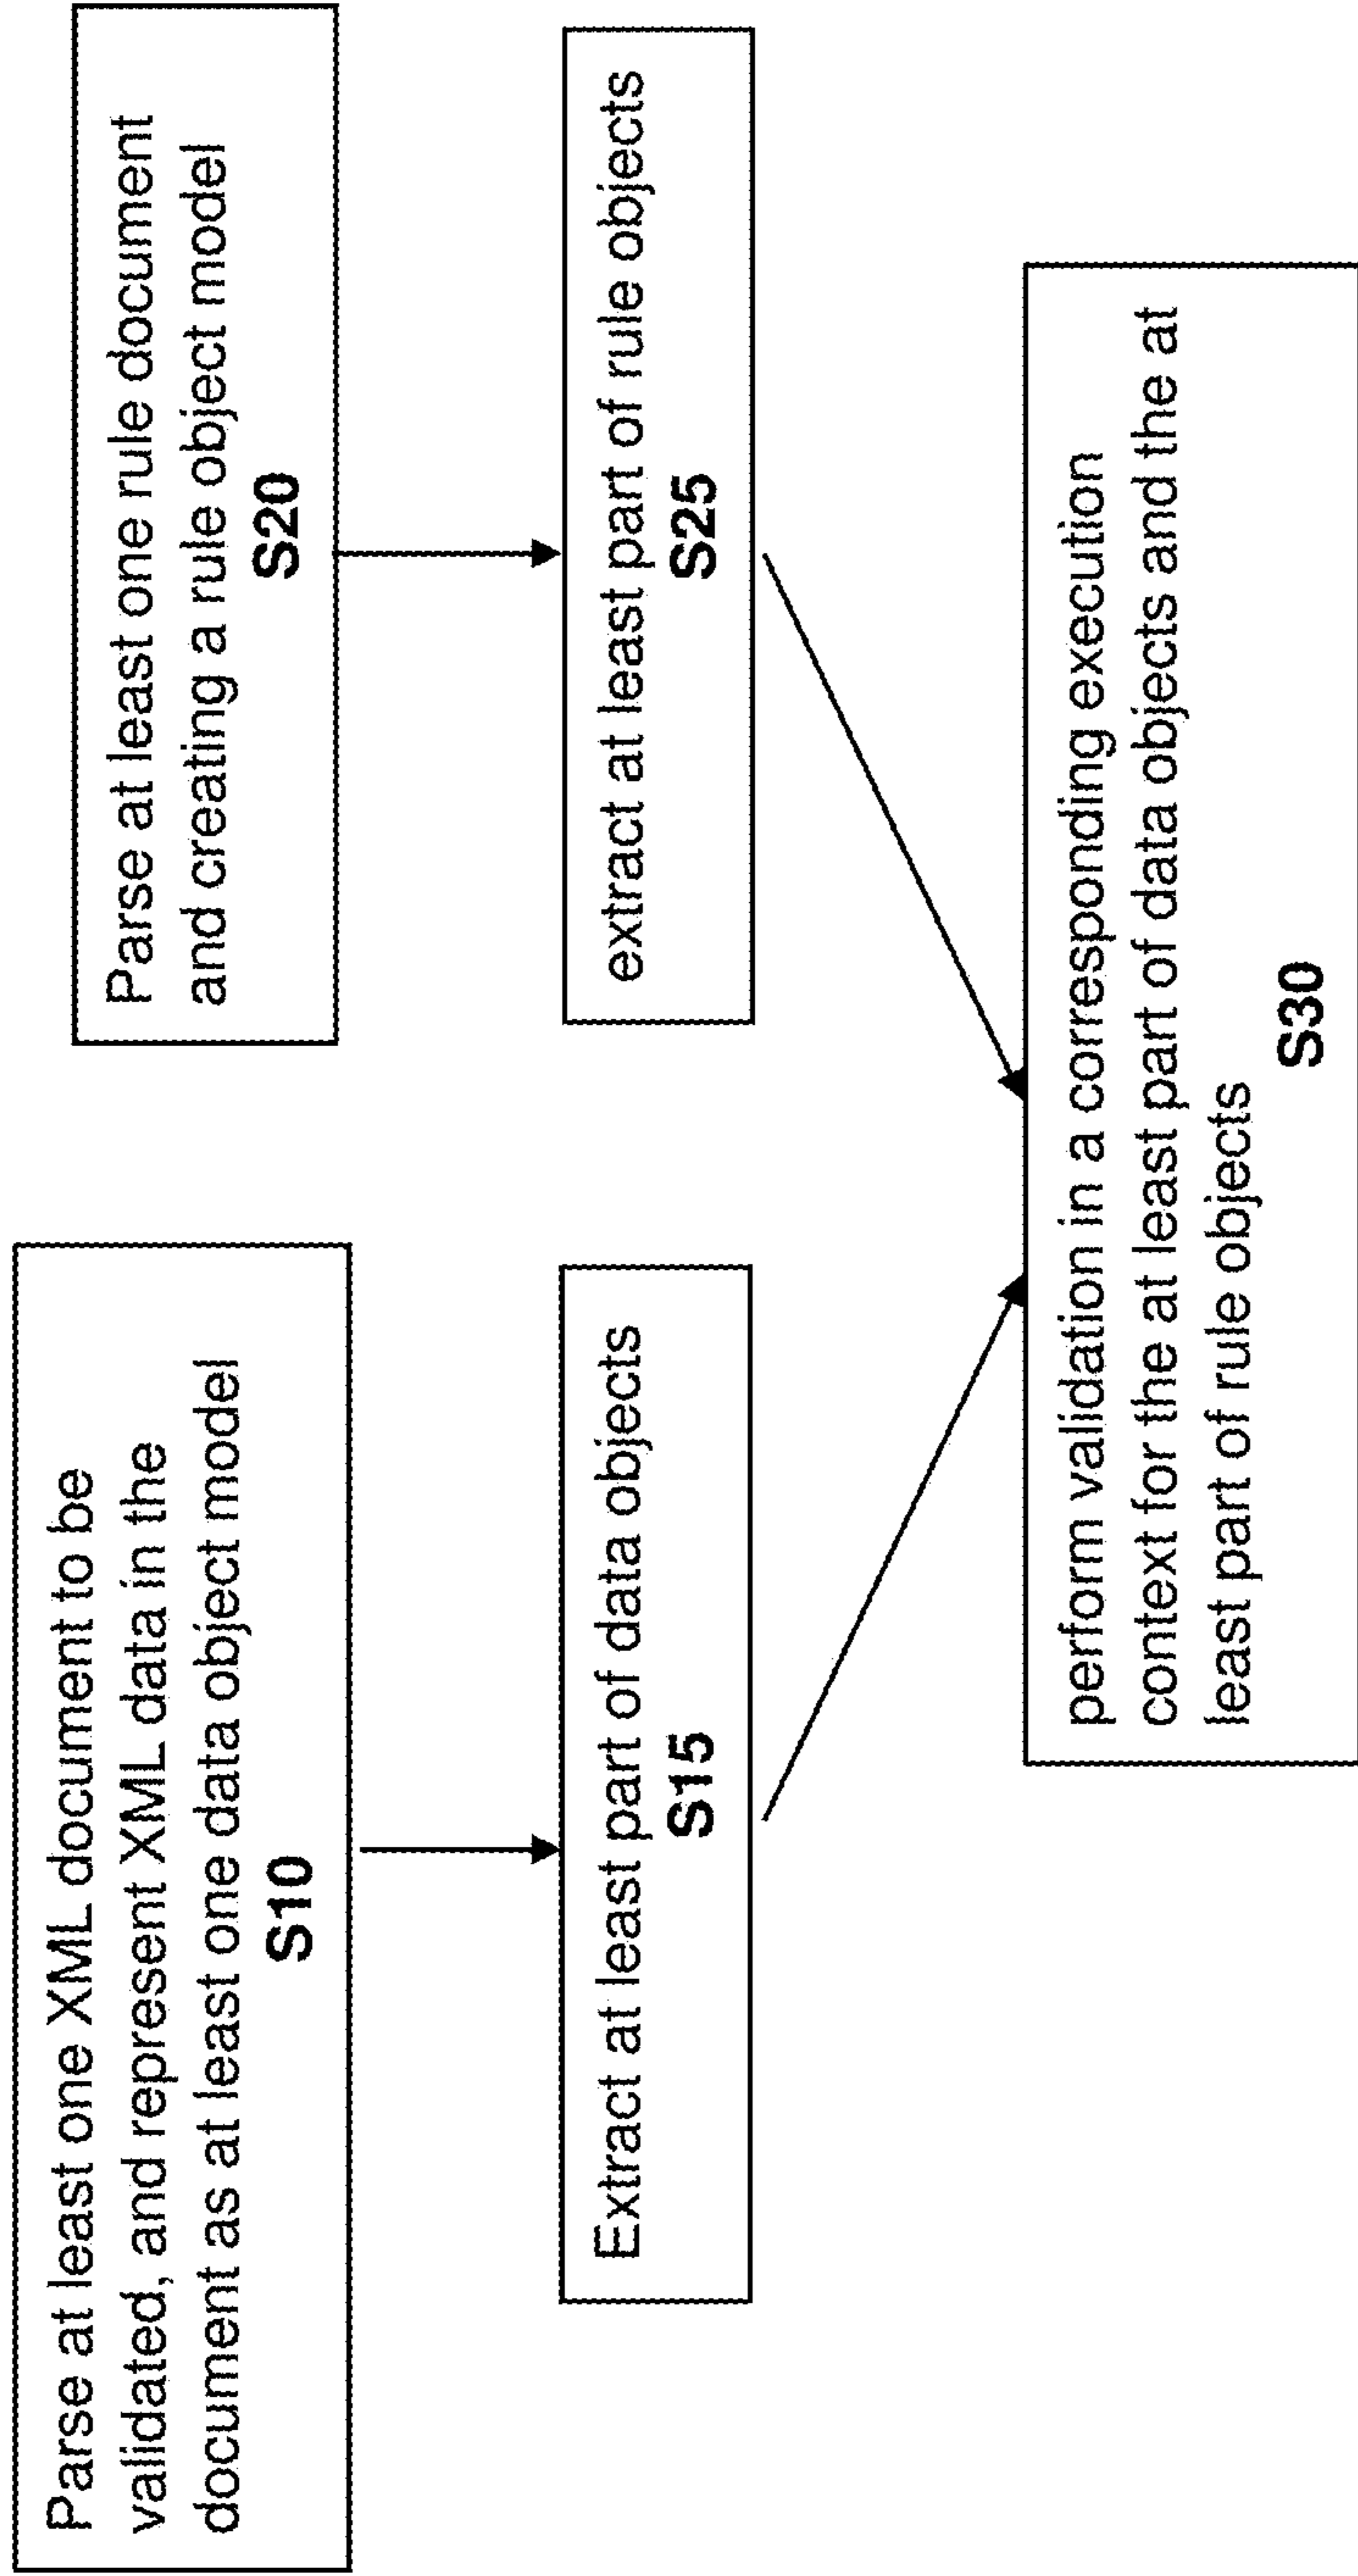 Parse at least one XML document to be
validated, and represent XML data in the
document as at least one data object model
S10
Parse at least one rule document
and creating a rule object model
S20
Extract at least part of data objects
S15
extract at least part of rule objects
S25
perform validation in a corresponding execution
context for the at least part of data objects and the at
least part of rule objects
S30